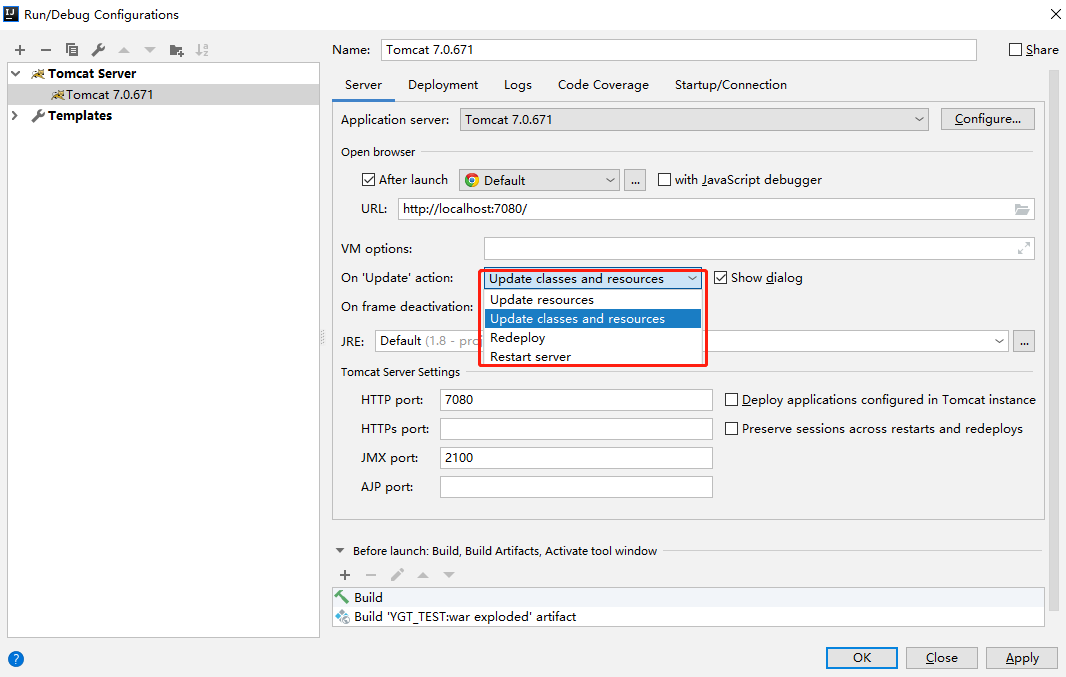 Run/Debug Configurations
Name: Tomcat 7.0.671 Share
Tomcat Server
Tomcat 7.0.671
Templates
Server Deployment Logs Code Coverage Startup/Connection
Application server: Tomcat 7.0.671 Configure...
Open browser
After launch Default ... with JavaScript debugger
URL: http://localhost:7080/
VM options:
On 'Update' action: Update classes and resources Show dialog
Update resources
On frame deactivation: Update classes and resources
Redeploy
JRE: Default (1.8 - proj ...
Restart server
Tomcat Server Settings
HTTP port: 7080 Deploy applications configured in Tomcat instance
HTTPs port: Preserve sessions across restarts and redeploys
JMX port: 2100
AJP port:
Before launch: Build, Build Artifacts, Activate tool window
Build
Build 'YGT_TEST:war exploded' artifact
? OK Close Apply